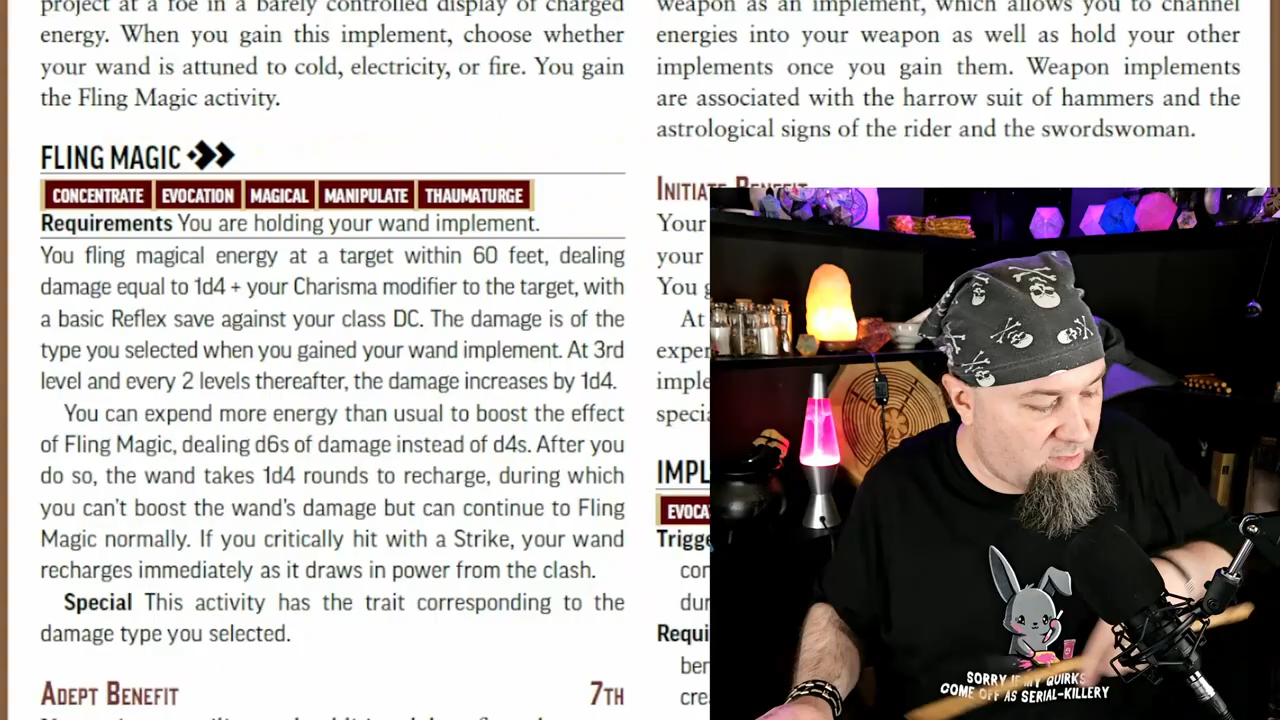 project at a foe in a barely controlled display of charged
energy. When you gain this implement, choose whether
your wand is attuned to cold, electricity, or fire. You gain
the Fling Magic activity.
FLING MAGIC
CONCENTRATE EVOCATION MAGICAL MANIPULATE THAUMATURGE
Requirements You are holding your wand implement.
You fling magical energy at a target within 60 feet, dealing
damage equal to 1d4 + your Charisma modifier to the target, with
a basic Reflex save against your class DC. The damage is of the
type you selected when you gained your wand implement. At 3rd
level and every 2 levels thereafter, the damage increases by 1d4.
You can expend more energy than usual to boost the effect
of Fling Magic, dealing d6s of damage instead of d4s. After you
do so, the wand takes 1d4 rounds to recharge, during which
you can't boost the wand's damage but can continue to Fling
Magic normally. If you critically hit with a Strike, your wand
recharges immediately as it draws in power from the clash.
Special This activity has the trait corresponding to the
damage type you selected.
ADEPT BENEFIT 7TH
weapon as an implement, which allows you to channel
energies into your weapon as well as hold your other
implements once you gain them. Weapon implements
are associated with the harrow suit of hammers and the
astrological signs of the rider and the swordswoman.
INITIATE BENEFIT
Your
your
You g
At
exper
imple
specia
IMPL
EVOCA
Trigge
con
dur
Requi
ben
cre
SORRY IF MY QUIRKS
COME OFF AS SERIAL-KILLERY